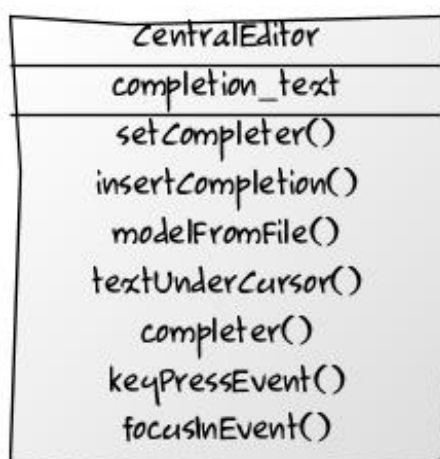 CentralEditor
completion_text
setCompleter()
insertCompletion()
modelFromFile()
textUnderCursor()
completer()
keyPressEvent()
focusInEvent()